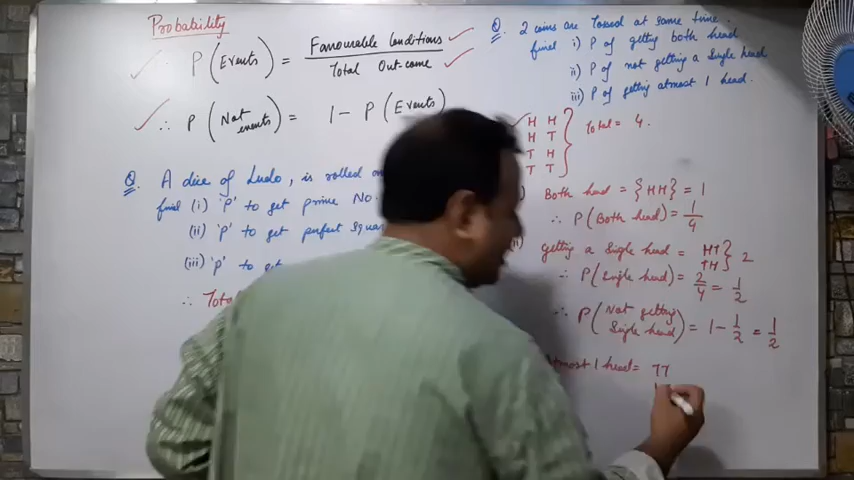 Probability
P (Events) = Favourable Conditions / Total Out come
∴ P (Not events) = 1 - P (Events)
Q. A dice of Ludo, is rolled
find (i) 'P' to get prime No
(ii) 'p' to get perfect Squa
(iii) 'p' to get
∴ Tot
Q. 2 coins are tossed at same time.
find i) P of getting both head
ii) P of not getting a Single head
iii) P of getting atmost 1 head.
H H
H T
T H
T T
Total = 4.
Both head = {HH} = 1
∴ P (Both head) = 1/4
getting a Single head = HT
TH } 2
∴ P (Single head) = 2/4 = 1/2
∴ P (Not getting Single head) = 1 - 1/2 = 1/2
atmost 1 head = TT